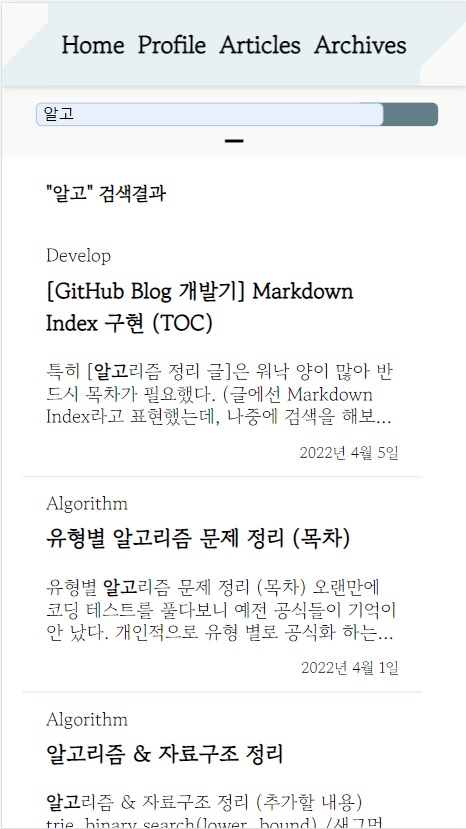 Home Profile Articles Archives
알고
"알고" 검색결과
Develop
[GitHub Blog 개발기] Markdown
Index 구현 (TOC)
특히 [알고리즘 정리 글]은 워낙 양이 많아 반
드시 목차가 필요했다. (글에선 Markdown
Index라고 표현했는데, 나중에 검색을 해보...
2022년 4월 5일
Algorithm
유형별 알고리즘 문제 정리 (목차)
유형별 알고리즘 문제 정리 (목차) 오랜만에
코딩 테스트를 풀다보니 예전 공식들이 기억이
안 났다. 개인적으로 유형 별로 공식화 하는...
2022년 4월 1일
Algorithm
알고리즘 & 자료구조 정리
알고리즘 & 자료구조 정리 (추가할 내용)
trie, binary search(lower_bound) /새그먼